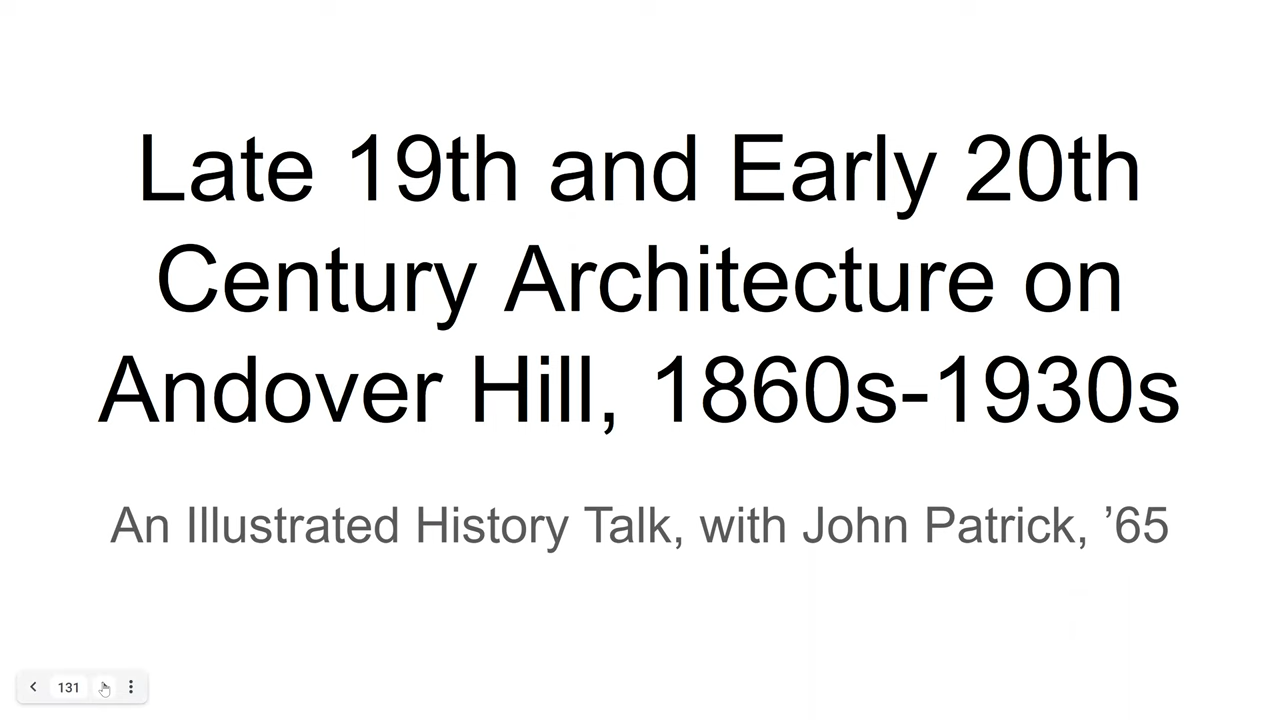 Late 19th and Early 20th
Century Architecture on
Andover Hill, 1860s-1930s
An Illustrated History Talk, with John Patrick, ’65
131